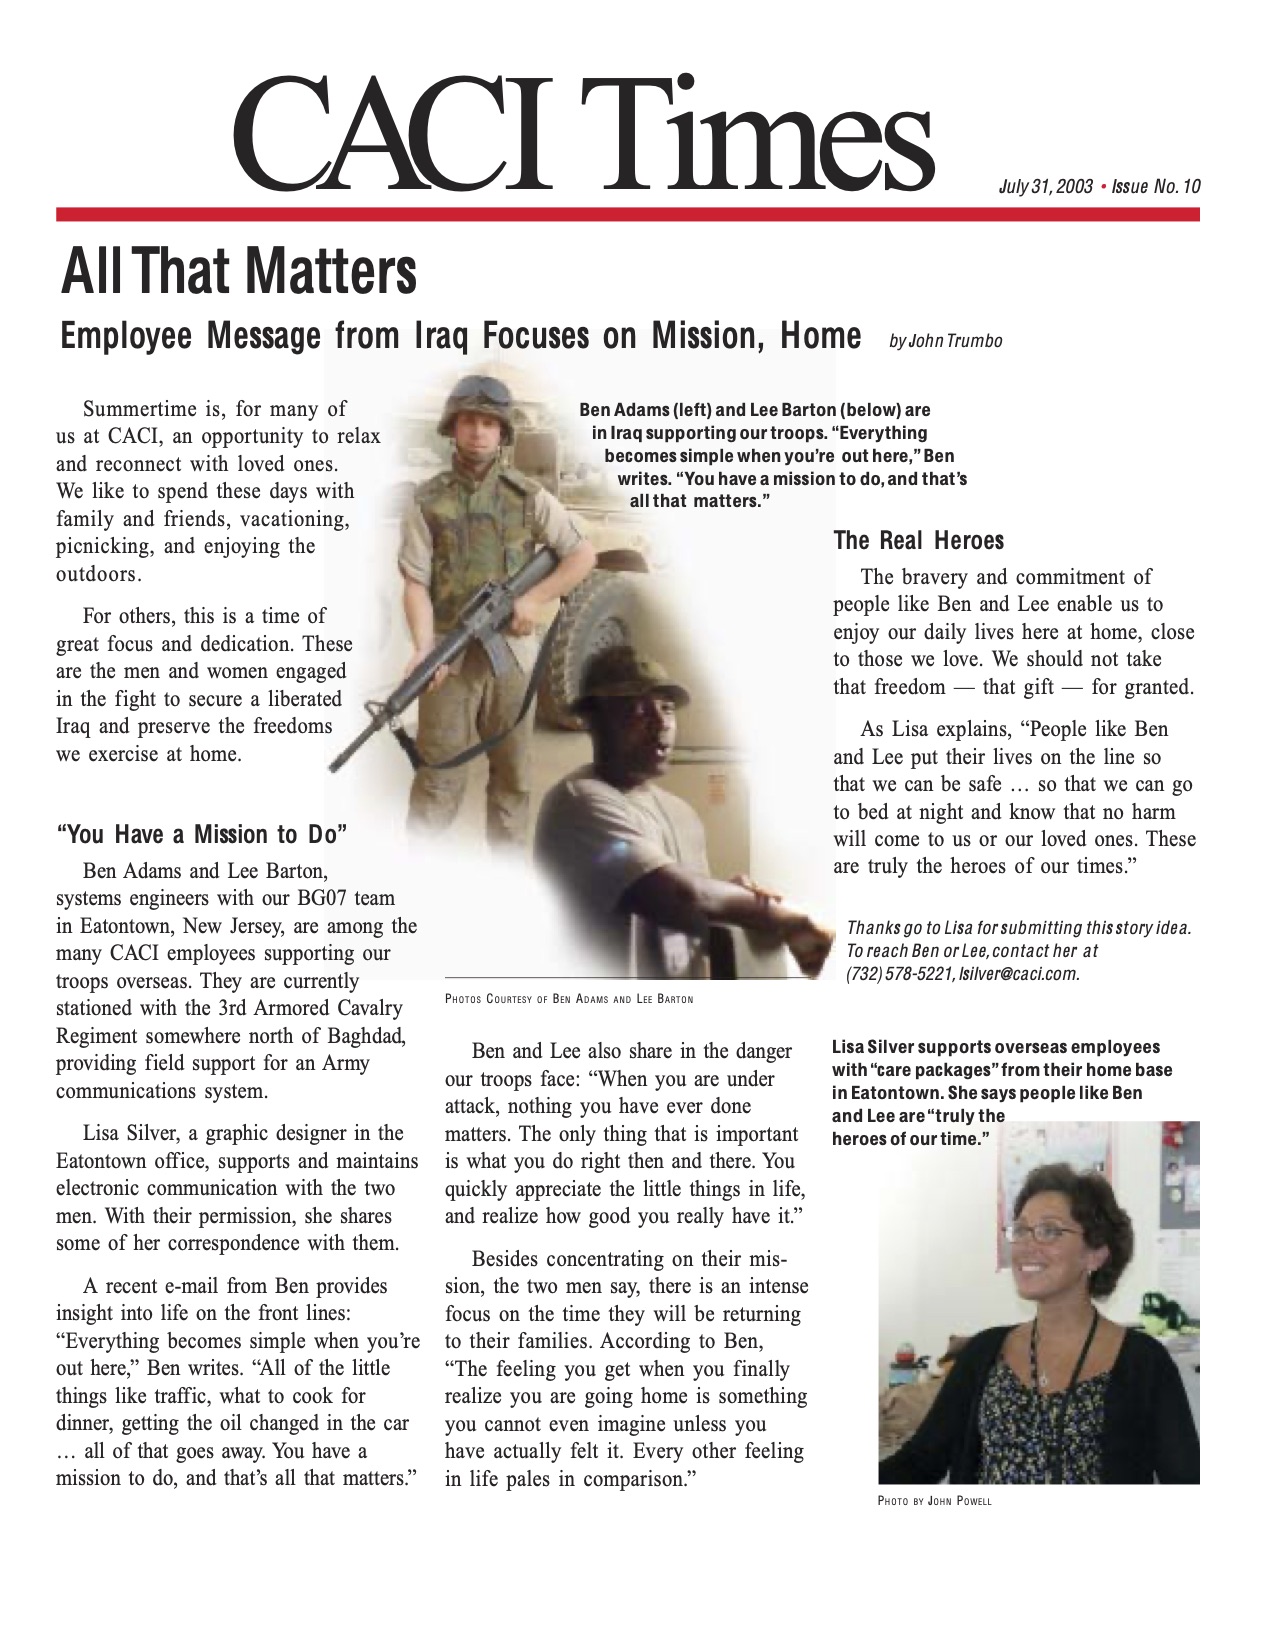 CACI Times
July 31, 2003 • Issue No. 10
All That Matters
Employee Message from Iraq Focuses on Mission, Home by John Trumbo
Summertime is, for many of
us at CACI, an opportunity to relax
and reconnect with loved ones.
We like to spend these days with
family and friends, vacationing,
picnicking, and enjoying the
outdoors.
For others, this is a time of
great focus and dedication. These
are the men and women engaged
in the fight to secure a liberated
Iraq and preserve the freedoms
we exercise at home.
“You Have a Mission to Do”
Ben Adams and Lee Barton,
systems engineers with our BG07 team
in Eatontown, New Jersey, are among the
many CACI employees supporting our
troops overseas. They are currently
stationed with the 3rd Armored Cavalry
Regiment somewhere north of Baghdad,
providing field support for an Army
communications system.
Lisa Silver, a graphic designer in the
Eatontown office, supports and maintains
electronic communication with the two
men. With their permission, she shares
some of her correspondence with them.
A recent e-mail from Ben provides
insight into life on the front lines:
“Everything becomes simple when you’re
out here,” Ben writes. “All of the little
things like traffic, what to cook for
dinner, getting the oil changed in the car
… all of that goes away. You have a
mission to do, and that’s all that matters.”
Ben Adams (left) and Lee Barton (below) are
in Iraq supporting our troops. “Everything
becomes simple when you’re out here,” Ben
writes. “You have a mission to do, and that’s
all that matters.”
Photos Courtesy of Ben Adams and Lee Barton
Ben and Lee also share in the danger
our troops face: “When you are under
attack, nothing you have ever done
matters. The only thing that is important
is what you do right then and there. You
quickly appreciate the little things in life,
and realize how good you really have it.”
Besides concentrating on their mis-
sion, the two men say, there is an intense
focus on the time they will be returning
to their families. According to Ben,
“The feeling you get when you finally
realize you are going home is something
you cannot even imagine unless you
have actually felt it. Every other feeling
in life pales in comparison.”
The Real Heroes
The bravery and commitment of
people like Ben and Lee enable us to
enjoy our daily lives here at home, close
to those we love. We should not take
that freedom — that gift — for granted.
As Lisa explains, “People like Ben
and Lee put their lives on the line so
that we can be safe … so that we can go
to bed at night and know that no harm
will come to us or our loved ones. These
are truly the heroes of our times.”
Thanks go to Lisa for submitting this story idea.
To reach Ben or Lee, contact her at
(732) 578-5221, lsilver@caci.com.
Lisa Silver supports overseas employees
with “care packages” from their home base
in Eatontown. She says people like Ben
and Lee are “truly the
heroes of our time.”
Photo by John Powell